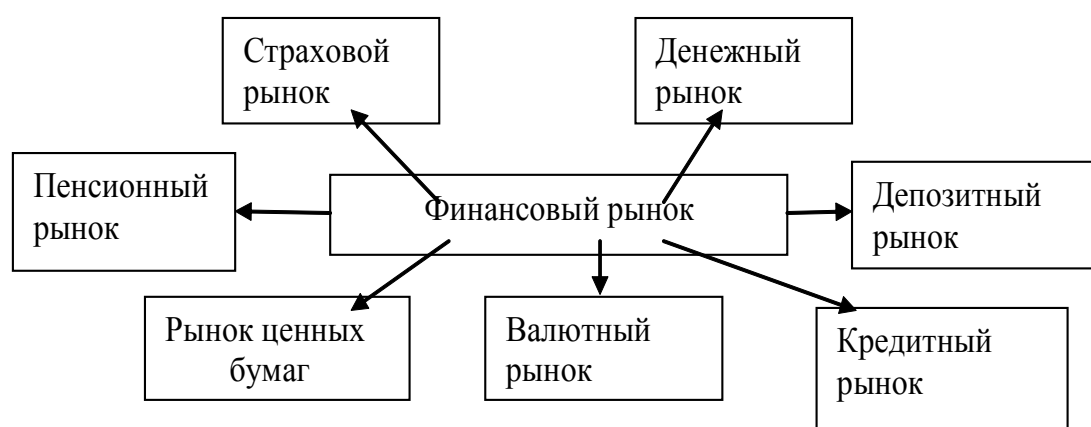 Страховой
рынок
Денежный
рынок
Пенсионный
рынок
Финансовый рынок
Депозитный
рынок
Рынок ценных
бумаг
Валютный
рынок
Кредитный
рынок